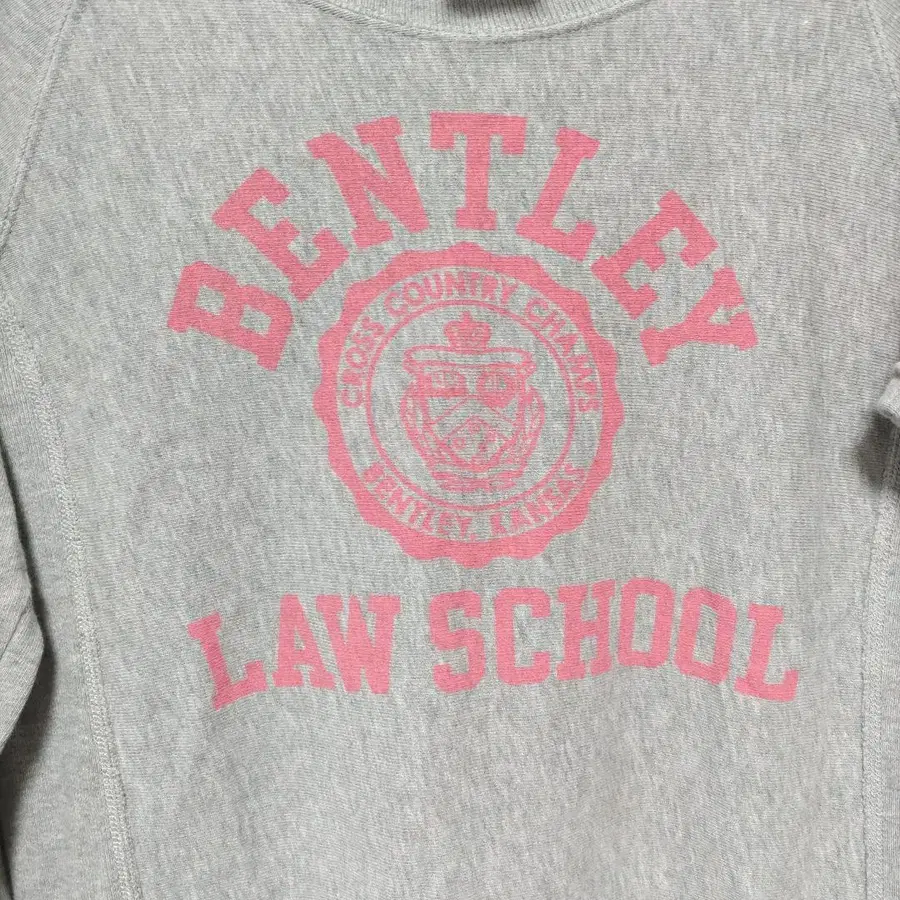 BENTLEY
CROSS COUNTRY CHAMPS
BENTLEY, KANSAS
LAW SCHOOL